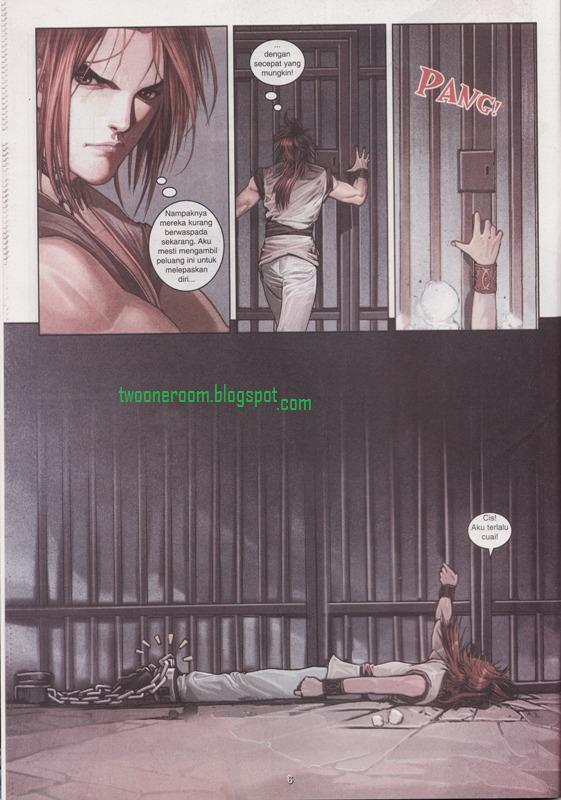 Nampaknya
mereka kurang
berwaspada
sekarang. Aku
mesti mengambil
peluang ini untuk
melepaskan
diri...
...
dengan
secepat yang
mungkin!
PANG!
twooneroom.blogspot
.com
Cis!
Aku terlalu
cuai!
6